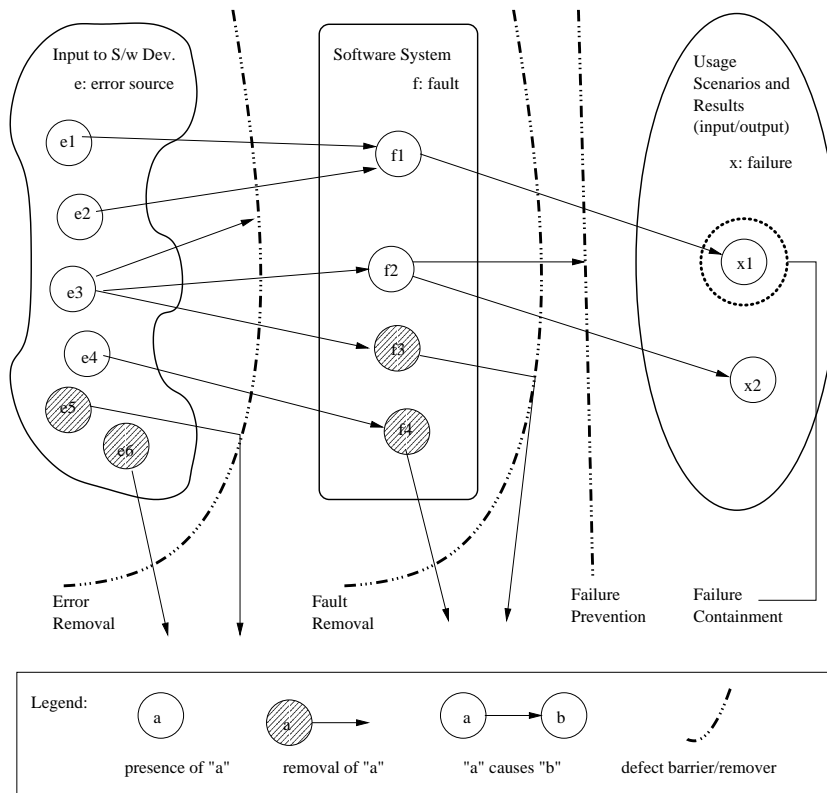 Input to S/w Dev.
e: error source
e1
e2
e3
e4
e5
e6
Error
Removal
Software System
f: fault
f1
f2
f3
f4
Fault
Removal
Failure
Prevention
Usage
Scenarios and
Results
(input/output)
x: failure
x1
x2
Failure
Containment
Legend:
a
presence of "a"
a
removal of "a"
a
b
"a" causes "b"
defect barrier/remover